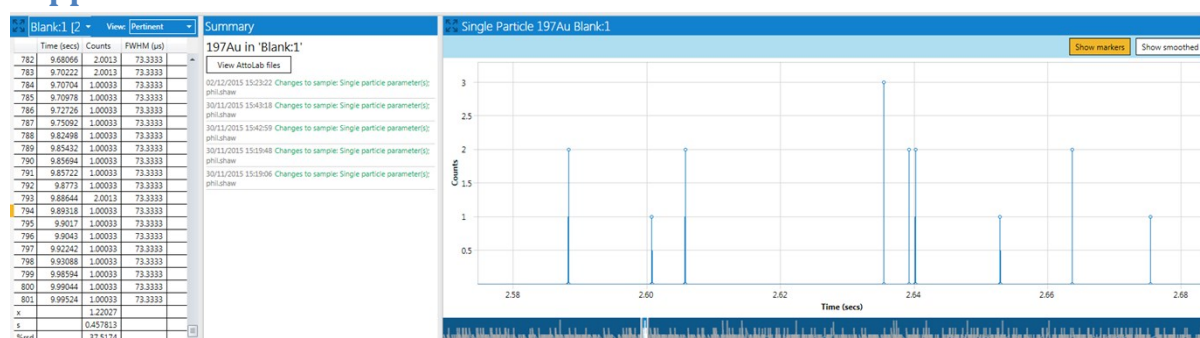 Blank:1 [2 View: Pertinent
Time (secs) Counts FWHM (µs)
782 9.68066 2.0013 73.3333
783 9.70222 2.0013 73.3333
784 9.70704 1.00033 73.3333
785 9.70978 1.00033 73.3333
786 9.72726 1.00033 73.3333
787 9.75092 1.00033 73.3333
788 9.82498 1.00033 73.3333
789 9.85432 1.00033 73.3333
790 9.85694 1.00033 73.3333
791 9.85722 1.00033 73.3333
792 9.8773 1.00033 73.3333
793 9.88644 2.0013 73.3333
794 9.89318 1.00033 73.3333
795 9.9017 1.00033 73.3333
796 9.9043 1.00033 73.3333
797 9.92242 1.00033 73.3333
798 9.93088 1.00033 73.3333
799 9.98594 1.00033 73.3333
800 9.99044 1.00033 73.3333
801 9.99524 1.00033 73.3333
x 1.22027
s 0.457813
%rsd 37.5174
Summary
197Au in 'Blank:1'
View AttoLab files
02/12/2015 15:23:22 Changes to sample: Single particle parameter(s);
phil.shaw
30/11/2015 15:43:18 Changes to sample: Single particle parameter(s);
phil.shaw
30/11/2015 15:42:59 Changes to sample: Single particle parameter(s);
phil.shaw
30/11/2015 15:19:48 Changes to sample: Single particle parameter(s);
phil.shaw
30/11/2015 15:19:06 Changes to sample: Single particle parameter(s);
phil.shaw
Single Particle 197Au Blank:1
Show markers Show smoothed
3
2.5
2
1.5
1
0.5
Counts
2.58 2.60 2.62 2.64 2.66 2.68
Time (secs)